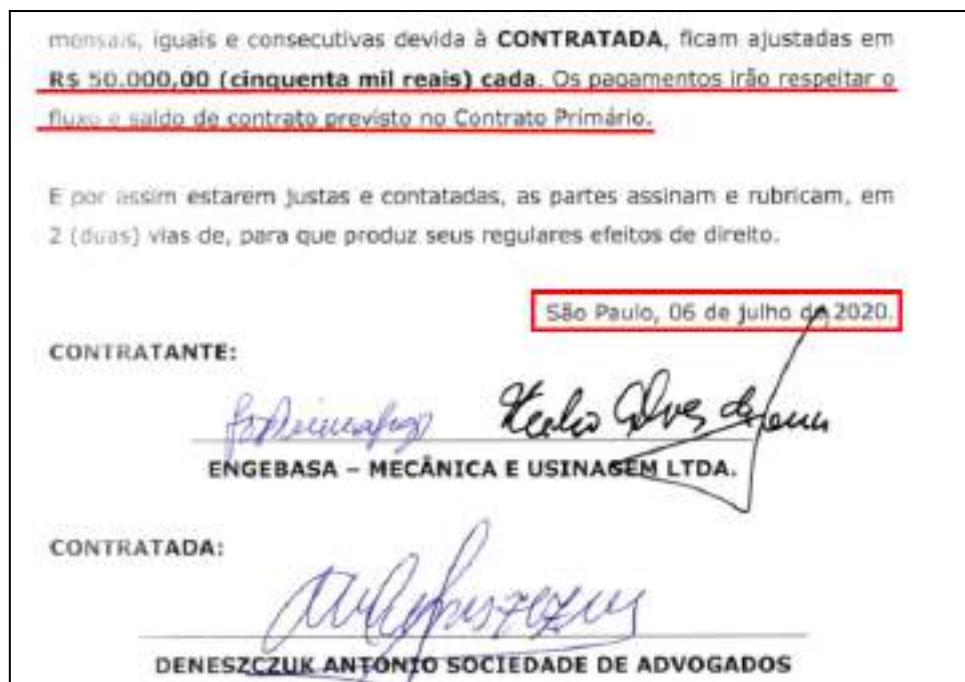 mensais, iguais e consecutivas devida à CONTRATADA, ficam ajustadas em
R$ 50.000,00 (cinquenta mil reais) cada. Os pagamentos irão respeitar o
fluxo e saldo de contrato previsto no Contrato Primário.
E por assim estarem justas e contatadas, as partes assinam e rubricam, em
2 (duas) vias de, para que produz seus regulares efeitos de direito.
São Paulo, 06 de julho de 2020.
CONTRATANTE:
ENGEBASA – MECÂNICA E USINAGEM LTDA.
CONTRATADA:
DENESZCZUK ANTONIO SOCIEDADE DE ADVOGADOS